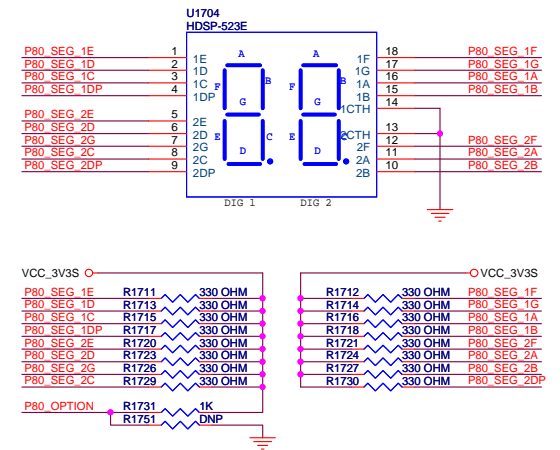 U1704
HDSP-523E
P80_SEG_1E 1 1E A A 1F 18 P80_SEG_1F
P80_SEG_1D 2 1D 1G 17 P80_SEG_1G
P80_SEG_1C 3 1C F B F B 1A 16 P80_SEG_1A
P80_SEG_1DP 4 1DP 1B 15 P80_SEG_1B
G G 1CTH 14
P80_SEG_2E 5 2E
P80_SEG_2D 6 2D E C E 2CTH 13
P80_SEG_2G 7 2G 2F 12 P80_SEG_2F
P80_SEG_2C 8 2C D D 2A 11 P80_SEG_2A
P80_SEG_2DP 9 2DP 2B 10 P80_SEG_2B
DIG 1 DIG 2
VCC_3V3S VCC_3V3S
P80_SEG_1E R1711 330 OHM R1712 330 OHM P80_SEG_1F
P80_SEG_1D R1713 330 OHM R1714 330 OHM P80_SEG_1G
P80_SEG_1C R1715 330 OHM R1716 330 OHM P80_SEG_1A
P80_SEG_1DP R1717 330 OHM R1718 330 OHM P80_SEG_1B
P80_SEG_2E R1720 330 OHM R1721 330 OHM P80_SEG_2F
P80_SEG_2D R1723 330 OHM R1724 330 OHM P80_SEG_2A
P80_SEG_2G R1726 330 OHM R1727 330 OHM P80_SEG_2B
P80_SEG_2C R1729 330 OHM R1730 330 OHM P80_SEG_2DP
P80_OPTION R1731 1K
R1751 DNP